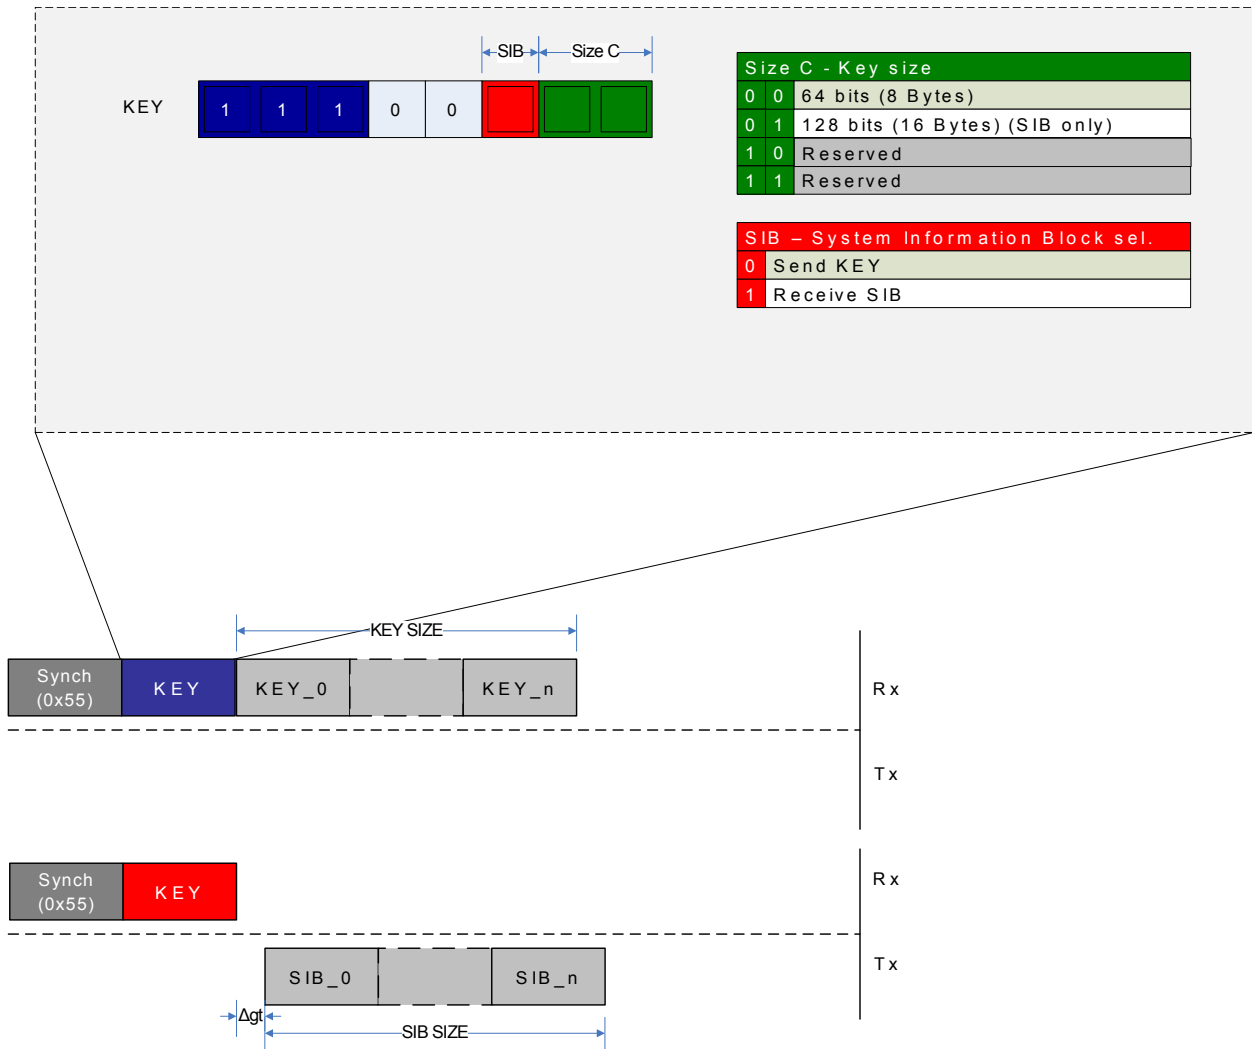 SIB Size C
KEY 1 1 1 0 0
Size C - Key size
0 0 64 bits (8 Bytes)
0 1 128 bits (16 Bytes) (SIB only)
1 0 Reserved
1 1 Reserved
SIB – System Information Block sel.
0 Send KEY
1 Receive SIB
KEY SIZE
Synch
(0x55)
KEY
KEY_0
KEY_n
Rx
Tx
Synch
(0x55)
KEY
Rx
SIB_0
SIB_n
Tx
Δgt
SIB SIZE